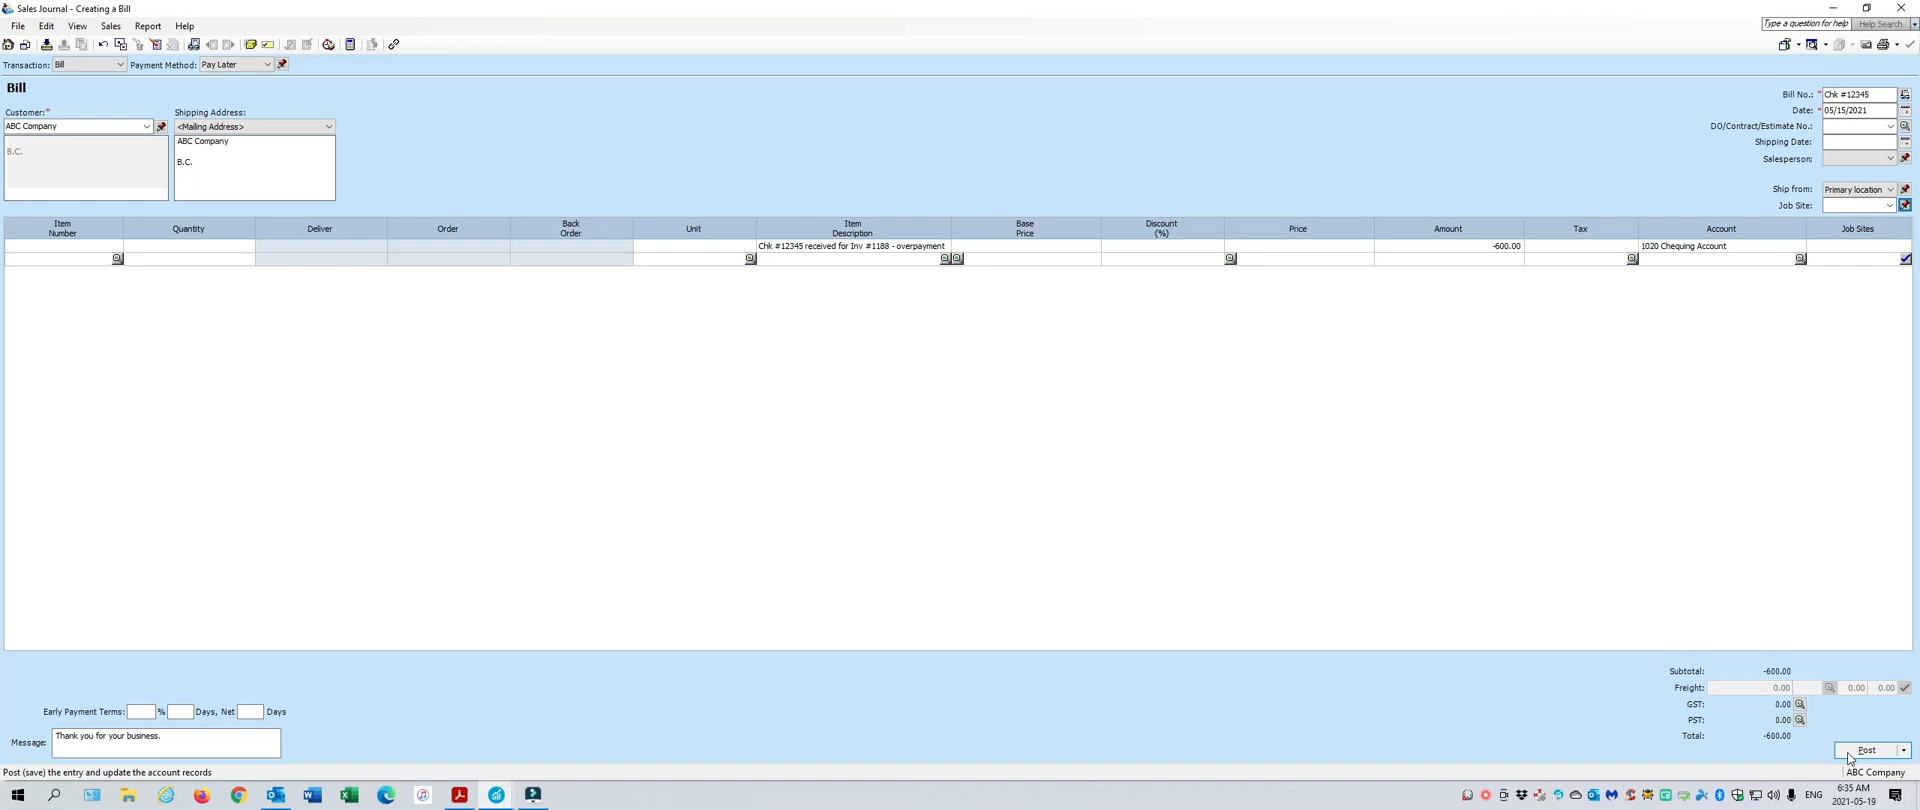 Sales Journal - Creating a Bill
File Edit View Sales Report Help
Type a question for help Help Search
Transaction: Bill Payment Method: Pay Later
Bill
Customer:* Shipping Address:
ABC Company <Mailing Address>
B.C.
ABC Company
B.C.
Bill No.: * Chk #12345
Date: * 05/15/2021
DO/Contract/Estimate No.:
Shipping Date:
Salesperson:
Ship from: Primary location
Job Site:
Item Number Quantity Deliver Order Back Order Unit Item Description Base Price Discount (%) Price Amount Tax Account Job Sites
Chk #12345 received for Inv #1188 - overpayment -600.00 1020 Chequing Account
Subtotal: -600.00
Freight: 0.00 0.00 0.00
GST: 0.00
PST: 0.00
Total: -600.00
Early Payment Terms: % Days, Net Days
Message: Thank you for your business.
Post
Post (save) the entry and update the account records
ABC Company
ENG
6:35 AM
2021-05-19